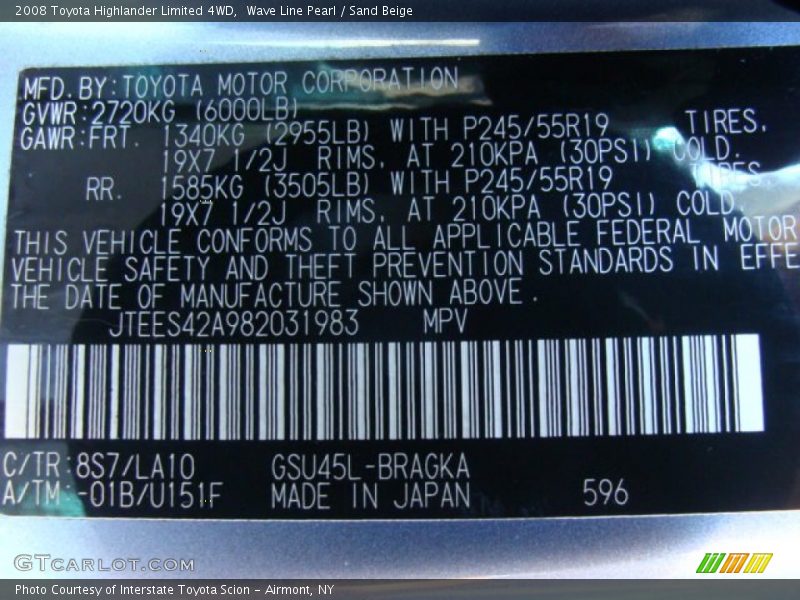 2008 Toyota Highlander Limited 4WD,  Wave Line Pearl / Sand Beige
MFD. BY: TOYOTA MOTOR CORPORATION
GVWR: 2720KG (6000LB)
GAWR: FRT. 1340KG (2955LB) WITH P245/55R19 TIRES,
19X7 1/2J RIMS, AT 210KPA (30PSI) COLD.
RR. 1585KG (3505LB) WITH P245/55R19 TIRES,
19X7 1/2J RIMS, AT 210KPA (30PSI) COLD.
THIS VEHICLE CONFORMS TO ALL APPLICABLE FEDERAL MOTOR
VEHICLE SAFETY AND THEFT PREVENTION STANDARDS IN EFFE
THE DATE OF MANUFACTURE SHOWN ABOVE.
JTEES42A982031983 MPV
C/TR: 8S7/LA10 GSU45L-BRAGKA
A/TM: -01B/U151F MADE IN JAPAN 596
GTCARLOT.COM
Photo Courtesy of Interstate Toyota Scion - Airmont, NY